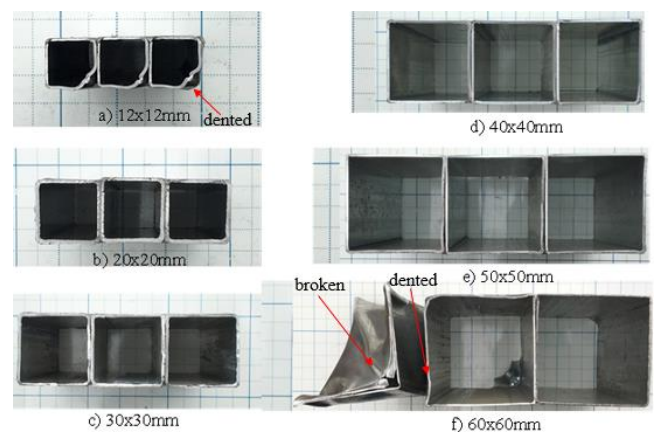 a) 12x12mm
dented
b) 20x20mm
c) 30x30mm
d) 40x40mm
e) 50x50mm
broken
dented
f) 60x60mm